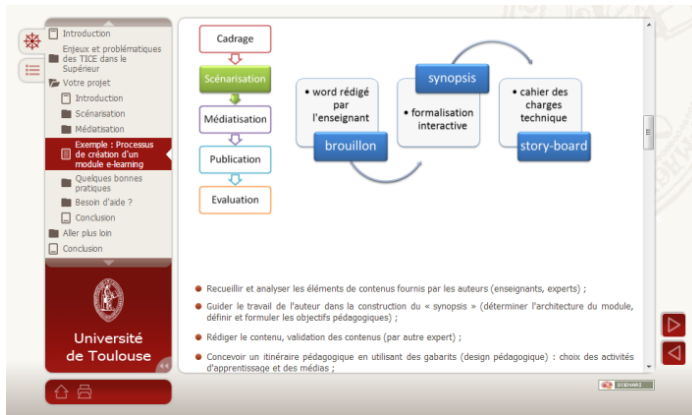 Introduction
Enjeux et problématiques
des TICE dans le
Supérieur
Votre projet
Introduction
Scénarisation
Médiatisation
Exemple : Processus
de création d'un
module e-learning
Quelques bonnes
pratiques
Besoin d'aide ?
Conclusion
Aller plus loin
Conclusion
Université
de Toulouse
Cadrage
Scénarisation
Médiatisation
Publication
Evaluation
• word rédigé
par
l'enseignant
brouillon
synopsis
• formalisation
interactive
• cahier des
charges
technique
story-board
Recueillir et analyser les éléments de contenus fournis par les auteurs (enseignants, experts) ;
Guider le travail de l'auteur dans la construction du « synopsis » (déterminer l'architecture du module,
définir et formuler les objectifs pédagogiques) ;
Rédiger le contenu, validation des contenus (par autre expert) ;
Concevoir un itinéraire pédagogique en utilisant des gabarits (design pédagogique) : choix des activités
d'apprentissage et des médias ;